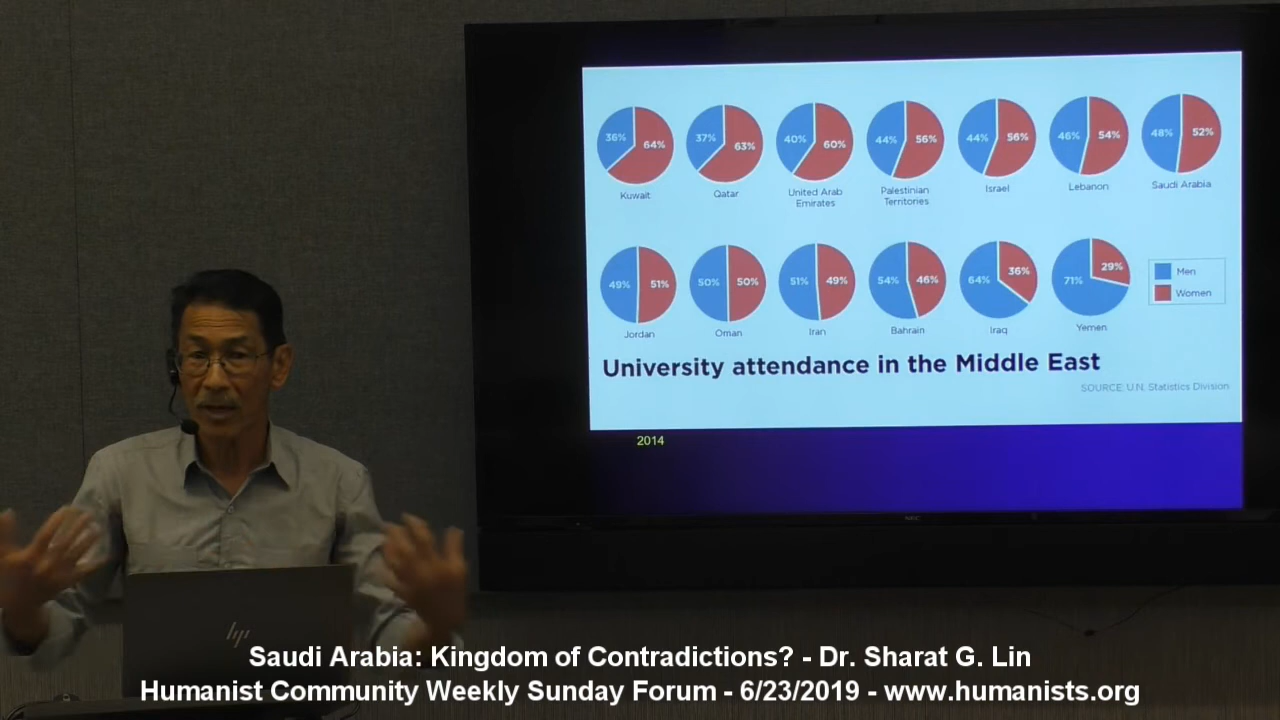 36%
64%
37%
63%
40%
60%
44%
56%
44%
56%
46%
54%
48%
52%
Kuwait
Qatar
United Arab
Emirates
Palestinian
Territories
Israel
Lebanon
Saudi Arabia
49%
51%
50%
50%
51%
49%
54%
46%
64%
36%
71%
29%
Men
Women
Jordan
Oman
Iran
Bahrain
Iraq
Yemen
University attendance in the Middle East
SOURCE: U.N. Statistics Division
2014
NEC
hp
Saudi Arabia: Kingdom of Contradictions? - Dr. Sharat G. Lin
Humanist Community Weekly Sunday Forum - 6/23/2019 - www.humanists.org